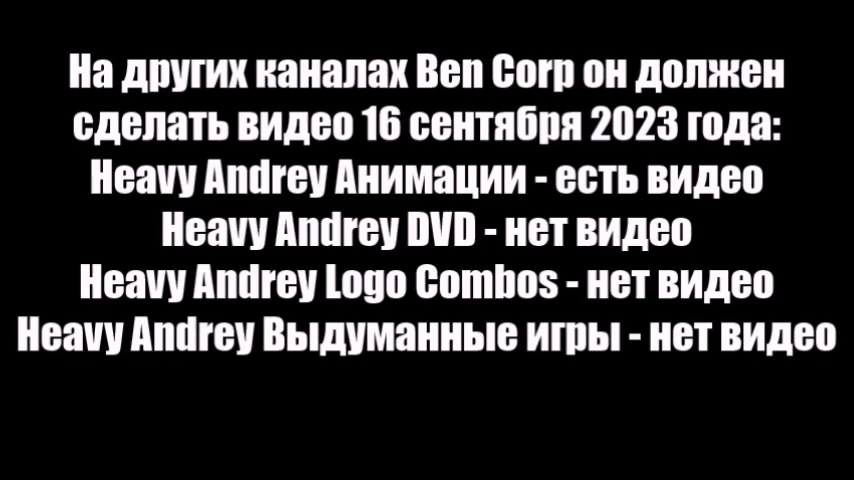 На других каналах Ben Corp он должен
сделать видео 16 сентября 2023 года:
Heavy Andrey Анимации - есть видео
Heavy Andrey DVD - нет видео
Heavy Andrey Logo Combos - нет видео
Heavy Andrey Выдуманные игры - нет видео